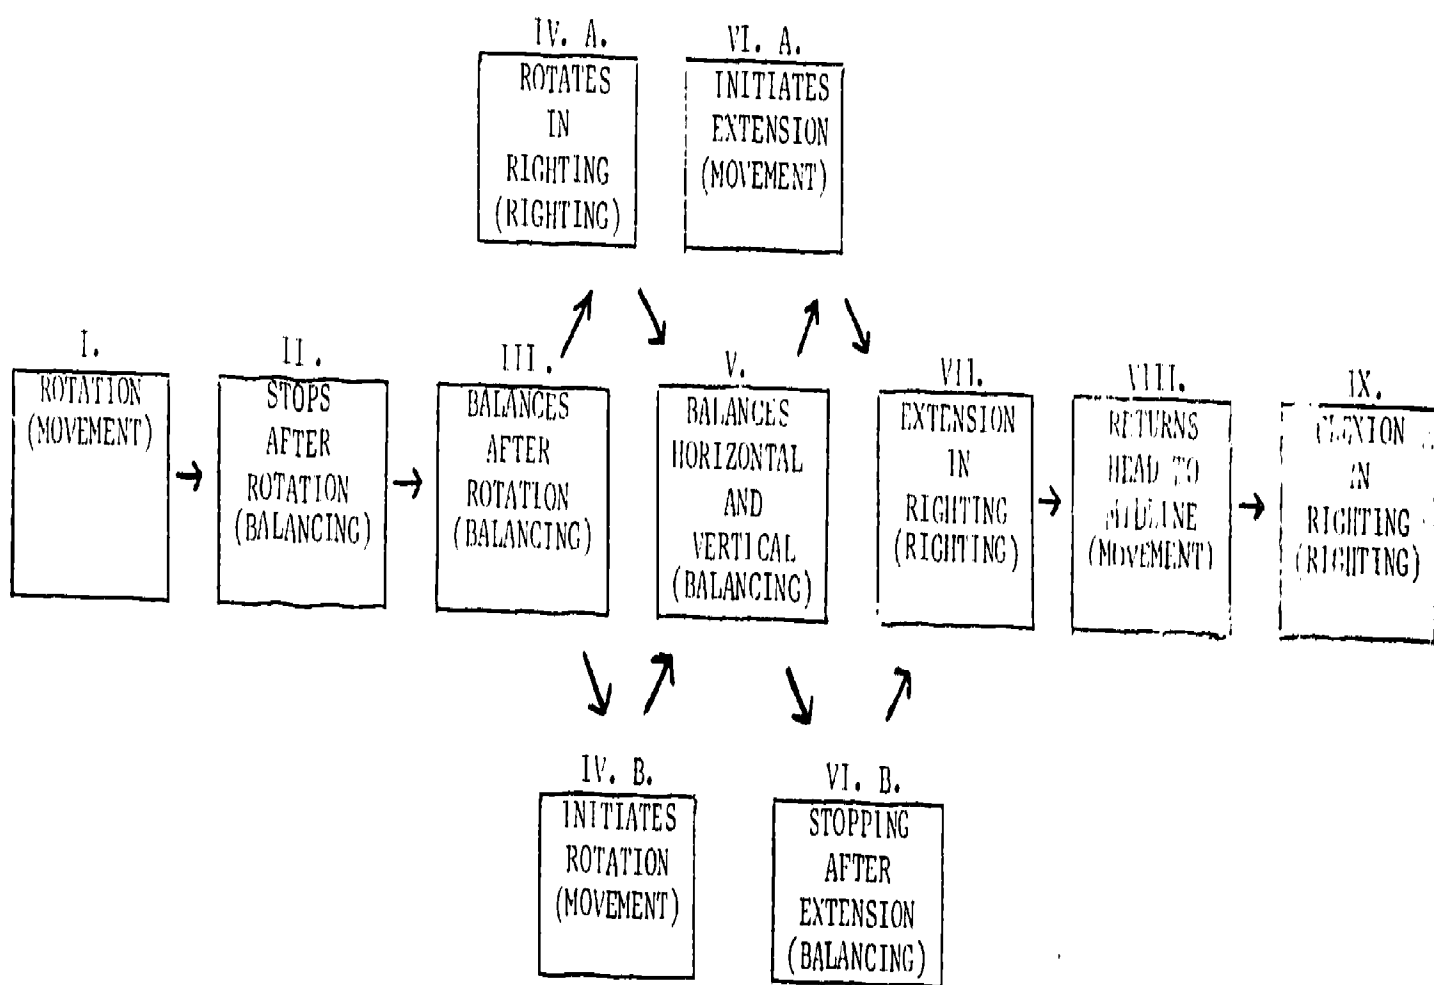 IV. A.
ROTATES
IN
RIGHTING
(RIGHTING)
VI. A.
INITIATES
EXTENSION
(MOVEMENT)
I.
ROTATION
(MOVEMENT)
II.
STOPS
AFTER
ROTATION
(BALANCING)
III.
BALANCES
AFTER
ROTATION
(BALANCING)
V.
BALANCES
HORIZONTAL
AND
VERTICAL
(BALANCING)
VII.
EXTENSION
IN
RIGHTING
(RIGHTING)
VIII.
RETURNS
HEAD TO
MIDLINE
(MOVEMENT)
IX.
FLEXION
IN
RIGHTING
(RIGHTING)
IV. B.
INITIATES
ROTATION
(MOVEMENT)
VI. B.
STOPPING
AFTER
EXTENSION
(BALANCING)